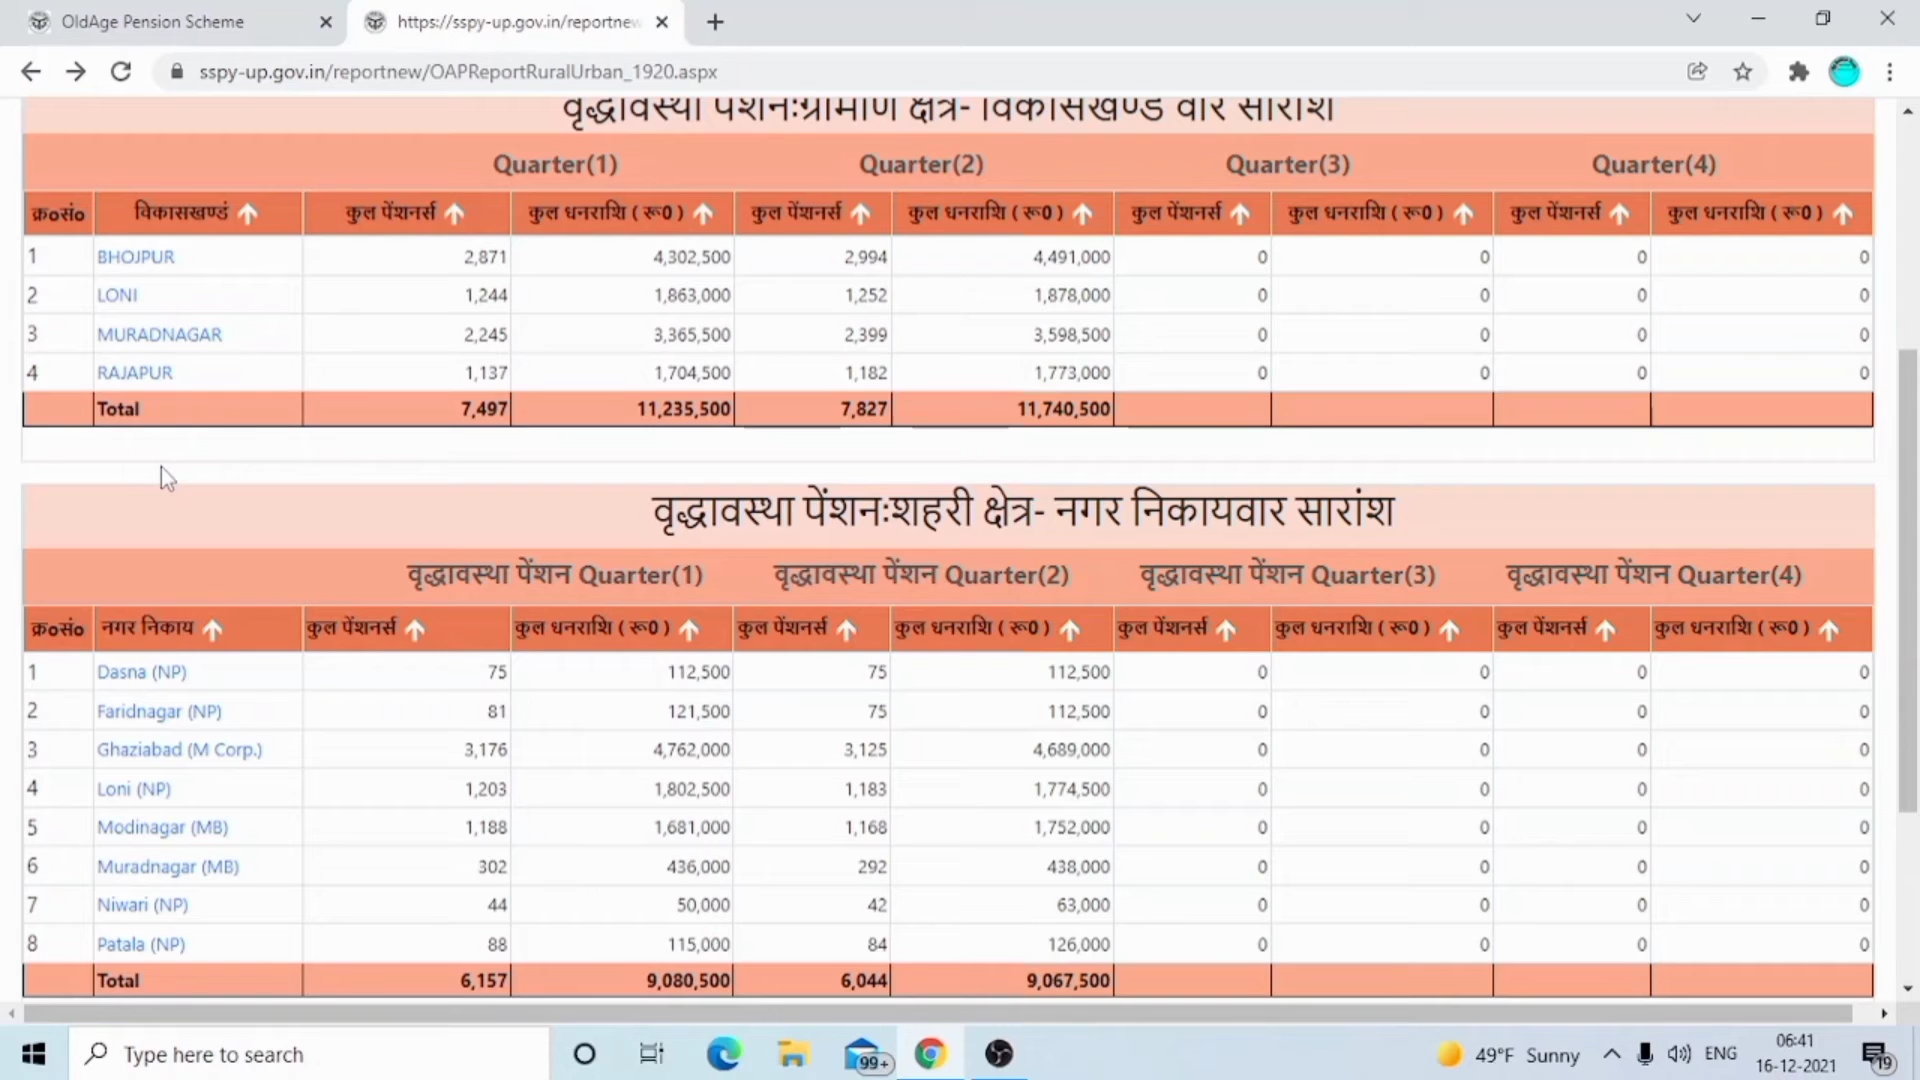 OldAge Pension Scheme
https://sspy-up.gov.in/reportnew
sspy-up.gov.in/reportnew/OAPReportRuralUrban_1920.aspx
वृद्धावस्था पेंशनःग्रामीण क्षेत्र- विकासखण्ड वार सारांश
Quarter(1) Quarter(2) Quarter(3) Quarter(4)
क्र०सं० विकासखण्ड कुल पेंशनर्स कुल धनराशि ( रू0 ) कुल पेंशनर्स कुल धनराशि ( रू0 ) कुल पेंशनर्स कुल धनराशि ( रू0 ) कुल पेंशनर्स कुल धनराशि ( रू0 )
1 BHOJPUR 2,871 4,302,500 2,994 4,491,000 0 0 0 0
2 LONI 1,244 1,863,000 1,252 1,878,000 0 0 0 0
3 MURADNAGAR 2,245 3,365,500 2,399 3,598,500 0 0 0 0
4 RAJAPUR 1,137 1,704,500 1,182 1,773,000 0 0 0 0
Total 7,497 11,235,500 7,827 11,740,500
वृद्धावस्था पेंशनःशहरी क्षेत्र- नगर निकायवार सारांश
वृद्धावस्था पेंशन Quarter(1) वृद्धावस्था पेंशन Quarter(2) वृद्धावस्था पेंशन Quarter(3) वृद्धावस्था पेंशन Quarter(4)
क्र०सं० नगर निकाय कुल पेंशनर्स कुल धनराशि ( रू0 ) कुल पेंशनर्स कुल धनराशि ( रू0 ) कुल पेंशनर्स कुल धनराशि ( रू0 ) कुल पेंशनर्स कुल धनराशि ( रू0 )
1 Dasna (NP) 75 112,500 75 112,500 0 0 0 0
2 Faridnagar (NP) 81 121,500 75 112,500 0 0 0 0
3 Ghaziabad (M Corp.) 3,176 4,762,000 3,125 4,689,000 0 0 0 0
4 Loni (NP) 1,203 1,802,500 1,183 1,774,500 0 0 0 0
5 Modinagar (MB) 1,188 1,681,000 1,168 1,752,000 0 0 0 0
6 Muradnagar (MB) 302 436,000 292 438,000 0 0 0 0
7 Niwari (NP) 44 50,000 42 63,000 0 0 0 0
8 Patala (NP) 88 115,000 84 126,000 0 0 0 0
Total 6,157 9,080,500 6,044 9,067,500
Type here to search 99+ 49°F Sunny ENG 06:41
16-12-2021 19